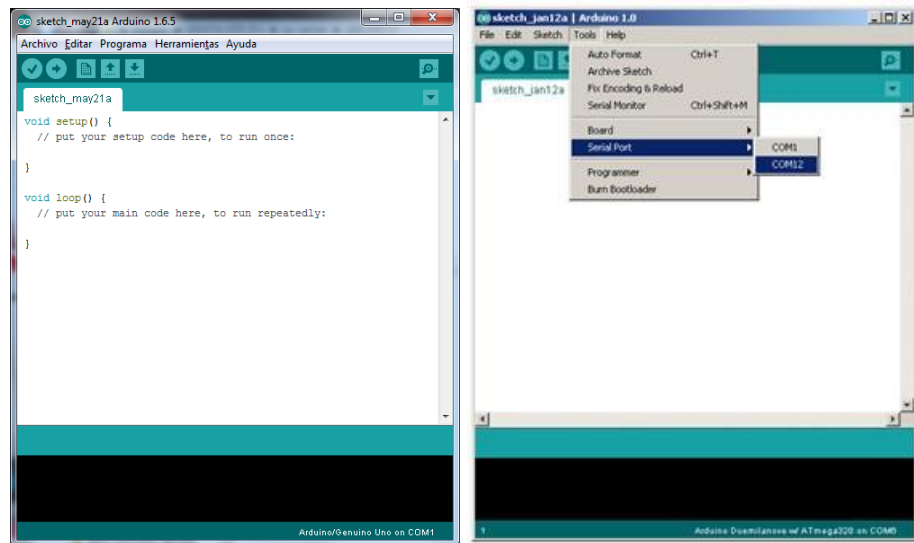 sketch_may21a Arduino 1.6.5
Archivo Editar Programa Herramientas Ayuda
sketch_may21a
void setup() {
// put your setup code here, to run once:
}
void loop() {
// put your main code here, to run repeatedly:
}
Arduino/Genuino Uno on COM1
sketch_jan12a | Arduino 1.0
File Edit Sketch Tools Help
sketch_jan12a
Auto Format Ctrl+T
Archive Sketch
Fix Encoding & Reload
Serial Monitor Ctrl+Shift+M
Board
Serial Port
Programmer
Burn Bootloader
COM1
COM12
1
Arduino Duemilanove w/ ATmega328 on COM8